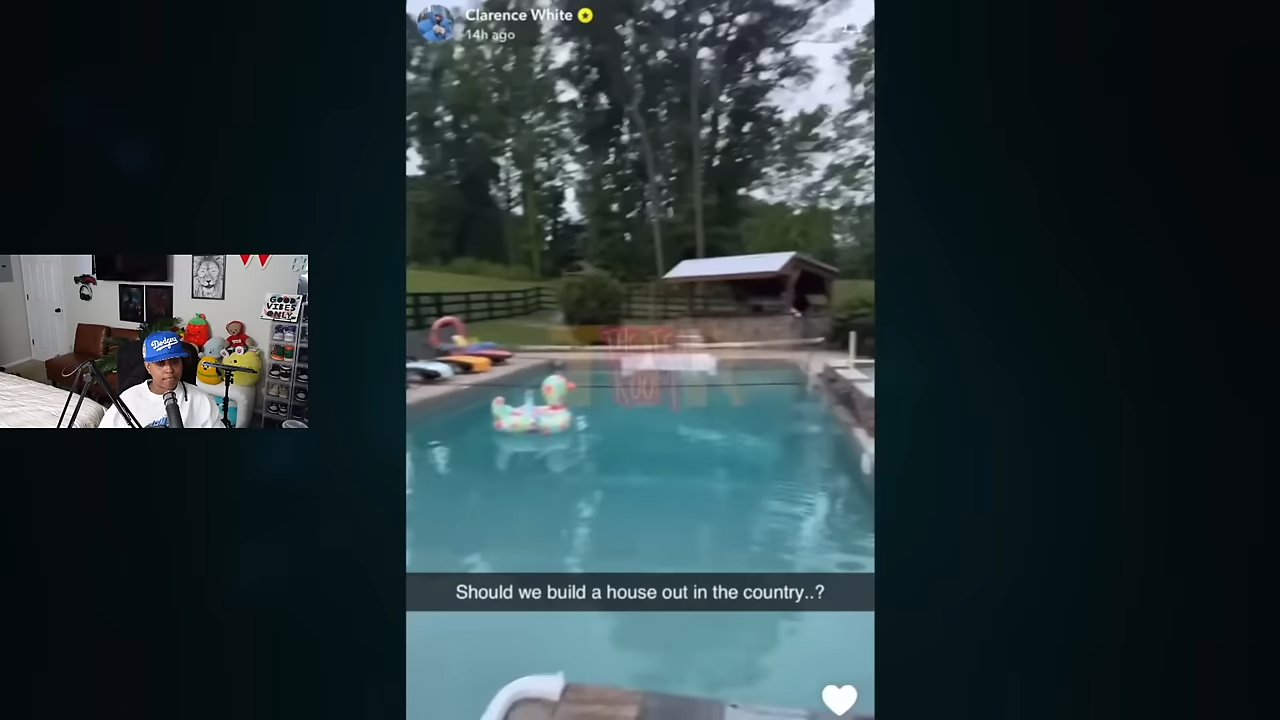 Clarence White
14h ago
Dodgers
GOOD
VIBES
ONLY
Should we build a house out in the country..?